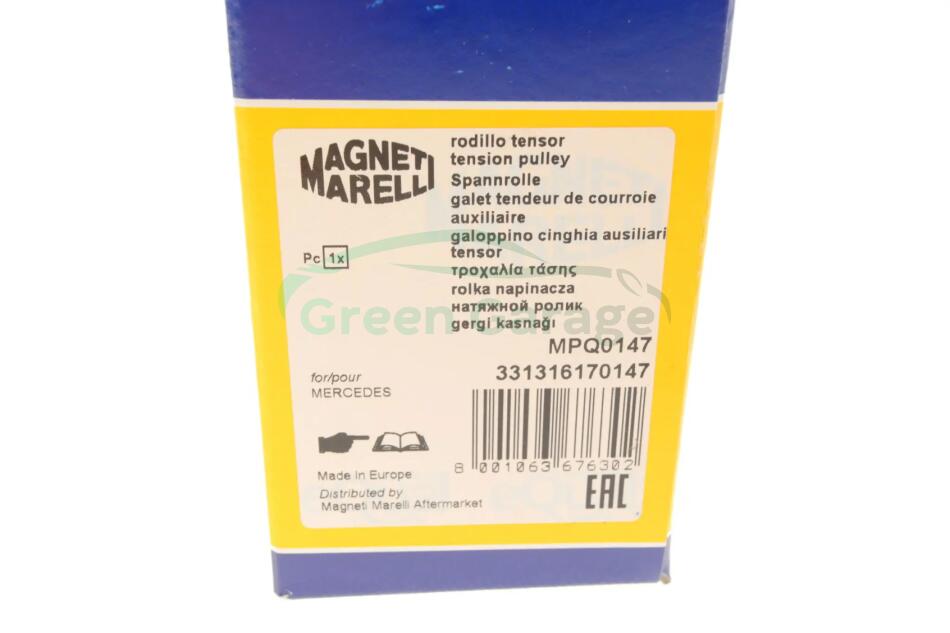 MAGNETI
MARELLI
rodillo tensor
tension pulley
Spannrolle
galet tendeur de courroie
auxiliaire
galoppino cinghia ausiliari
tensor
τροχαλία τάσης
rolka napinacza
натяжной ролик
gergi kasnağı
Pc 1x
Green Garage
MPQ0147
331316170147
for/pour
MERCEDES
8 001063 676302
Made in Europe
Distributed by
Magneti Marelli Aftermarket
EAC